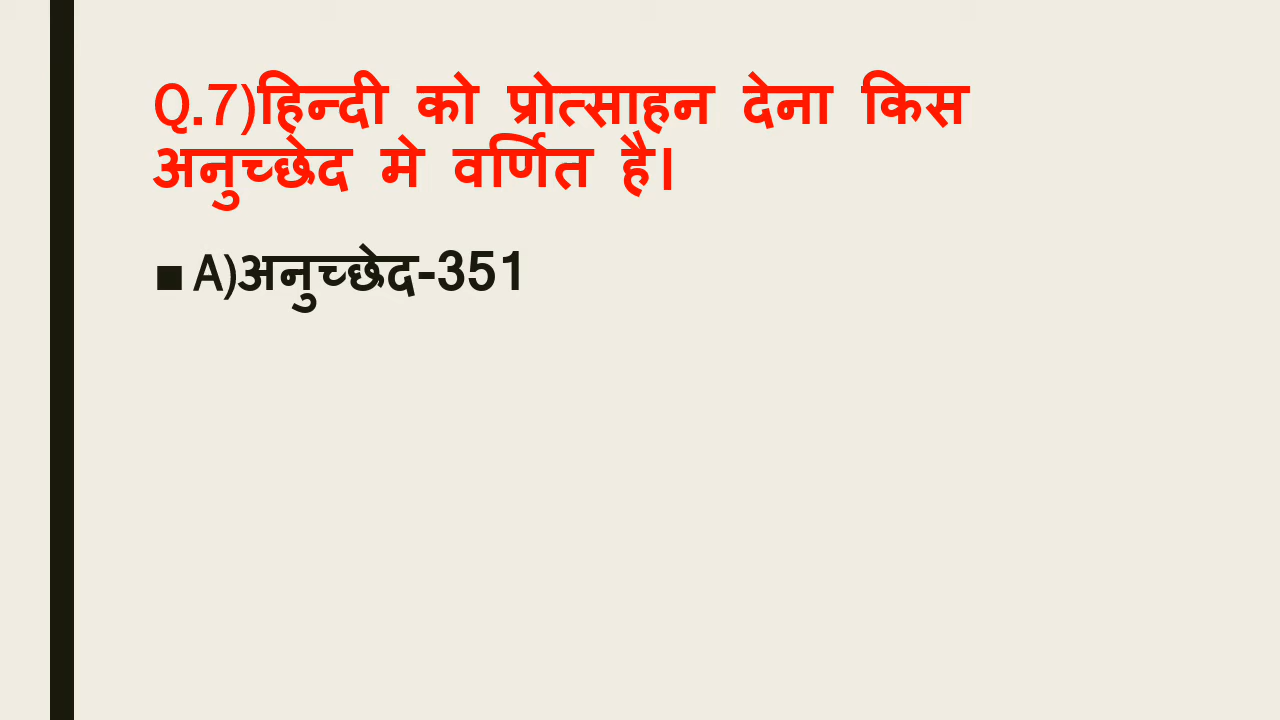 Q.7)हिन्दी को प्रोत्साहन देना किस
अनुच्छेद मे वर्णित है।
■ A)अनुच्छेद-351